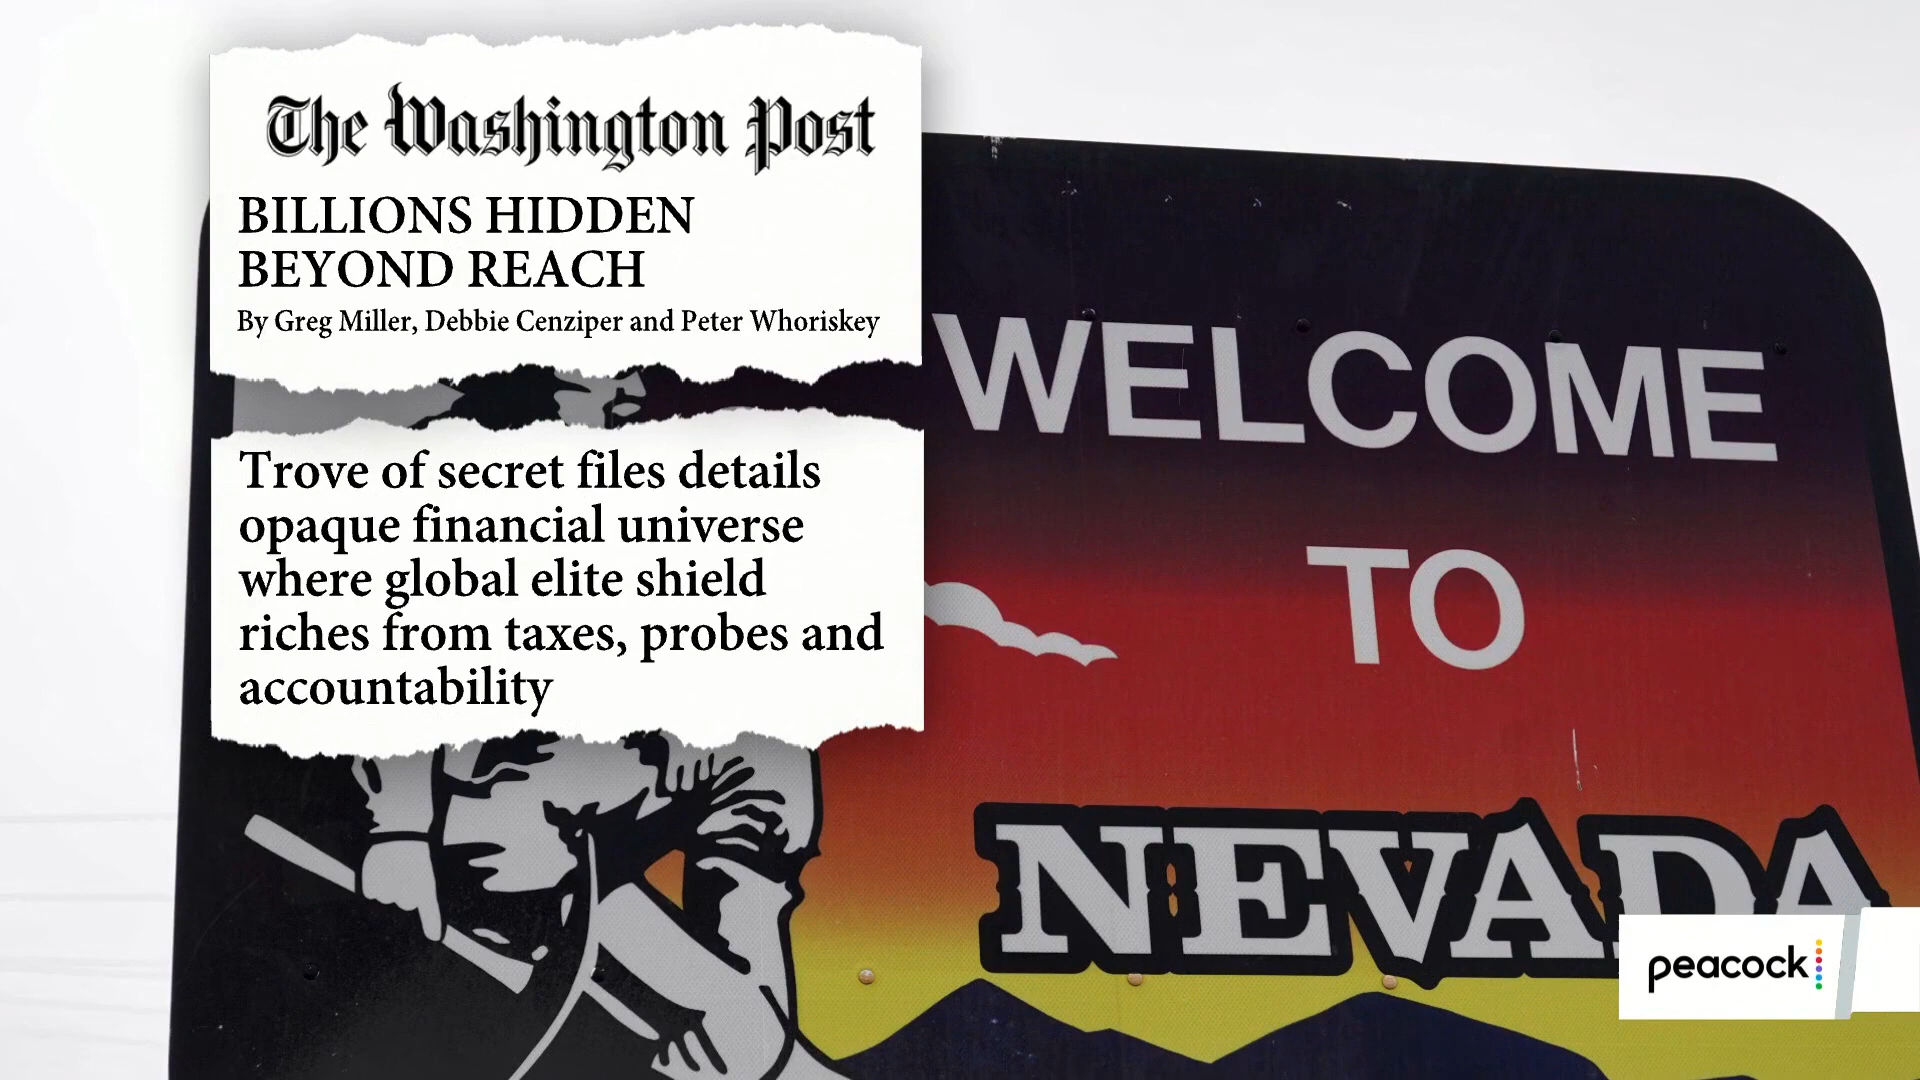 The Washington Post
BILLIONS HIDDEN
BEYOND REACH
By Greg Miller, Debbie Cenziper and Peter Whoriskey
Trove of secret files details
opaque financial universe
where global elite shield
riches from taxes, probes and
accountability
WELCOME
TO
NEVADA
peacock